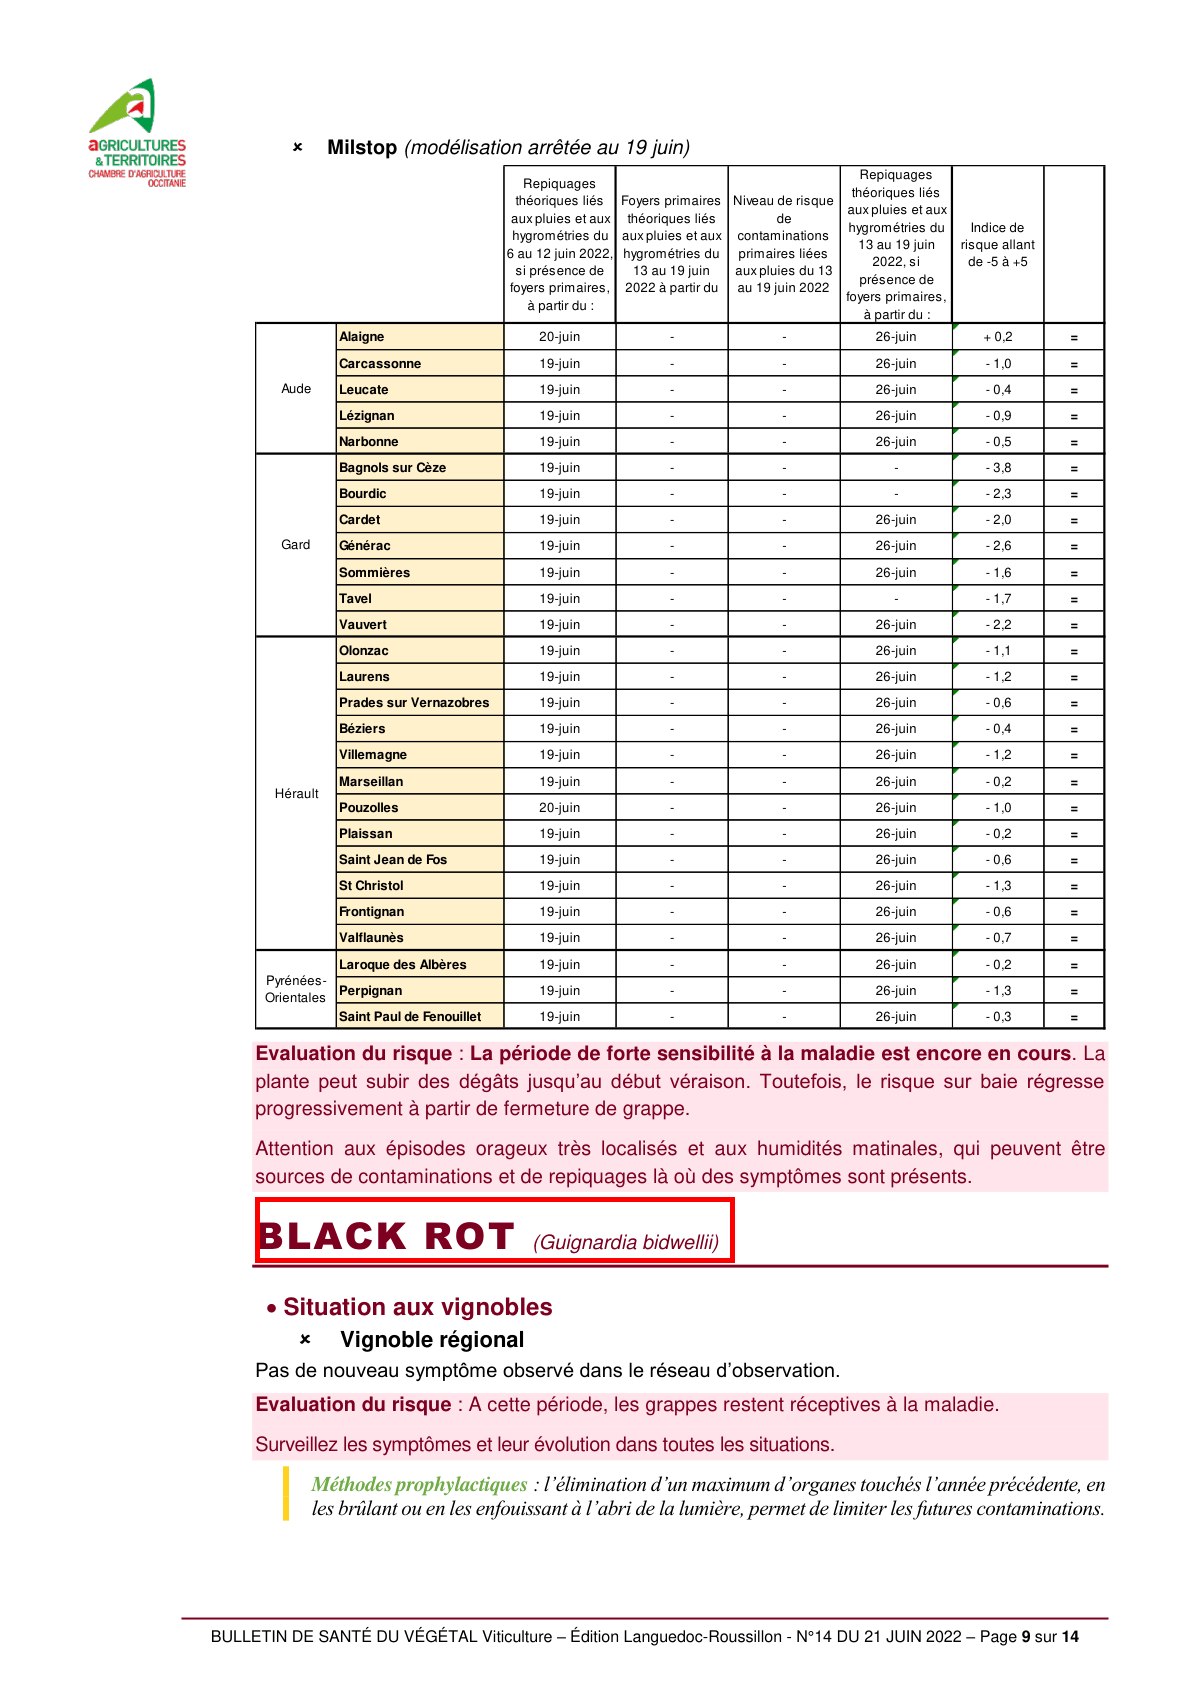 aGRICULTURES
& TERRITOIRES
CHAMBRE D'AGRICULTURE
OCCITANIE
× Milstop (modélisation arrêtée au 19 juin)
Repiquages théoriques liés aux pluies et aux hygrométries du 6 au 12 juin 2022, si présence de foyers primaires, à partir du :
Foyers primaires théoriques liés aux pluies et aux hygrométries du 13 au 19 juin 2022 à partir du
Niveau de risque de contaminations primaires liées aux pluies du 13 au 19 juin 2022
Repiquages théoriques liés aux pluies et aux hygrométries du 13 au 19 juin 2022, si présence de foyers primaires, à partir du :
Indice de risque allant de -5 à +5
Aude
Alaigne 20-juin - - 26-juin + 0,2 =
Carcassonne 19-juin - - 26-juin - 1,0 =
Leucate 19-juin - - 26-juin - 0,4 =
Lézignan 19-juin - - 26-juin - 0,9 =
Narbonne 19-juin - - 26-juin - 0,5 =
Gard
Bagnols sur Cèze 19-juin - - - - 3,8 =
Bourdic 19-juin - - - - 2,3 =
Cardet 19-juin - - 26-juin - 2,0 =
Générac 19-juin - - 26-juin - 2,6 =
Sommières 19-juin - - 26-juin - 1,6 =
Tavel 19-juin - - - - 1,7 =
Vauvert 19-juin - - 26-juin - 2,2 =
Hérault
Olonzac 19-juin - - 26-juin - 1,1 =
Laurens 19-juin - - 26-juin - 1,2 =
Prades sur Vernazobres 19-juin - - 26-juin - 0,6 =
Béziers 19-juin - - 26-juin - 0,4 =
Villemagne 19-juin - - 26-juin - 1,2 =
Marseillan 19-juin - - 26-juin - 0,2 =
Pouzolles 20-juin - - 26-juin - 1,0 =
Plaissan 19-juin - - 26-juin - 0,2 =
Saint Jean de Fos 19-juin - - 26-juin - 0,6 =
St Christol 19-juin - - 26-juin - 1,3 =
Frontignan 19-juin - - 26-juin - 0,6 =
Valflaunès 19-juin - - 26-juin - 0,7 =
Pyrénées-Orientales
Laroque des Albères 19-juin - - 26-juin - 0,2 =
Perpignan 19-juin - - 26-juin - 1,3 =
Saint Paul de Fenouillet 19-juin - - 26-juin - 0,3 =
Evaluation du risque : La période de forte sensibilité à la maladie est encore en cours. La
plante peut subir des dégâts jusqu'au début véraison. Toutefois, le risque sur baie régresse
progressivement à partir de fermeture de grappe.
Attention aux épisodes orageux très localisés et aux humidités matinales, qui peuvent être
sources de contaminations et de repiquages là où des symptômes sont présents.
BLACK ROT (Guignardia bidwellii)
• Situation aux vignobles
× Vignoble régional
Pas de nouveau symptôme observé dans le réseau d'observation.
Evaluation du risque : A cette période, les grappes restent réceptives à la maladie.
Surveillez les symptômes et leur évolution dans toutes les situations.
Méthodes prophylactiques : l'élimination d'un maximum d'organes touchés l'année précédente, en
les brûlant ou en les enfouissant à l'abri de la lumière, permet de limiter les futures contaminations.
BULLETIN DE SANTÉ DU VÉGÉTAL Viticulture – Édition Languedoc-Roussillon - N°14 DU 21 JUIN 2022 – Page 9 sur 14